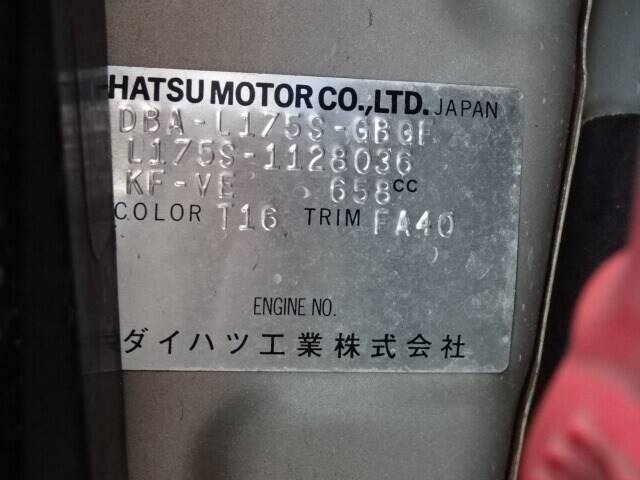 HATSU MOTOR CO.,LTD. JAPAN
DBA-L175S-GBGF
L175S-1128036
KF-VE 658CC
COLOR T16 TRIM FA40
ENGINE NO.
ダイハツ工業株式会社